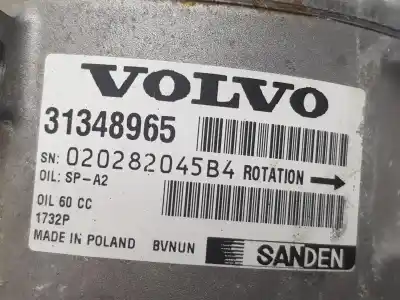 VOLVO
31348965
SN: 020282045B4 ROTATION →
OIL: SP-A2
OIL 60 CC
1732P
MADE IN POLAND BVNUN SANDEN